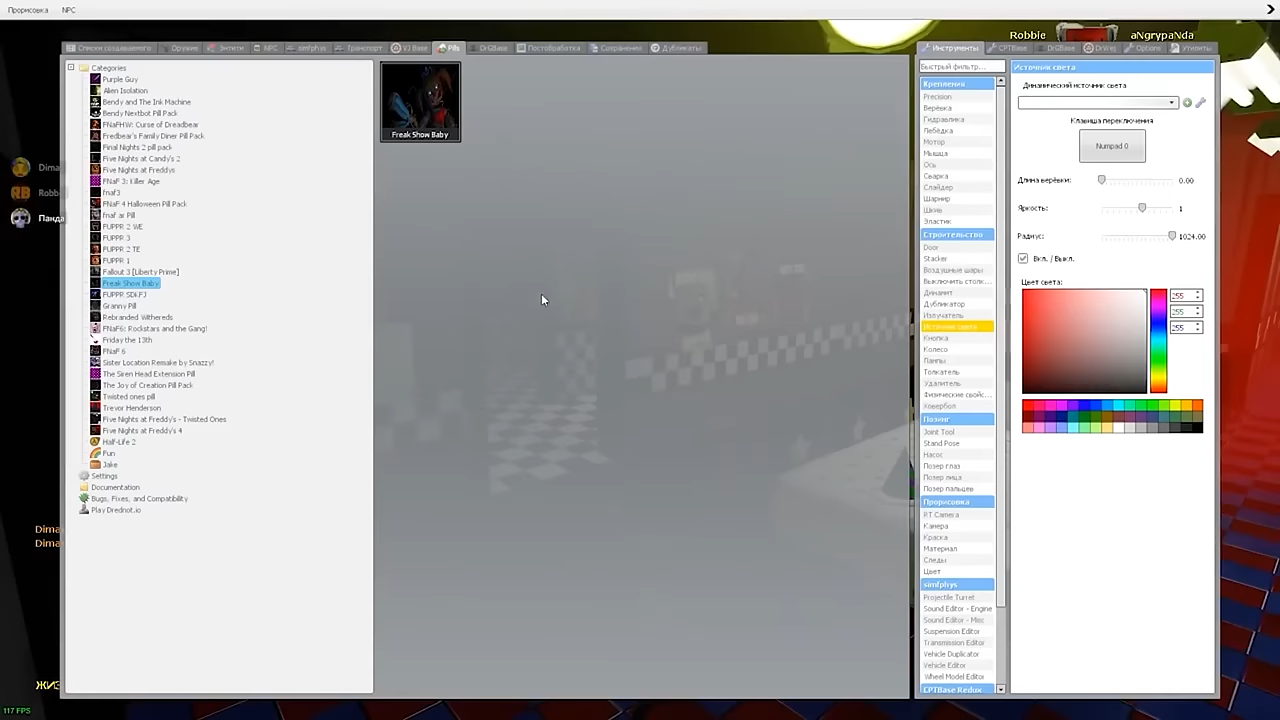 Прорисовка NPC
Robbie
aNgrypaNda
Списки создаваемого Оружие Энтити NPC simfphys Транспорт VJ Base Pills DrGBase Постобработка Сохранения Дубликаты
Инструменты CPTBase DrGBase DrVrej Options Утилиты
Categories
Purple Guy
Alien Isolation
Bendy and The Ink Machine
Bendy Nextbot Pill Pack
FNaFHW: Curse of Dreadbear
Fredbear's Family Diner Pill Pack
Final Nights 2 pill pack
Five Nights at Candy's 2
Five Nights at Freddys
FNaF 3: Killer Age
fnaf3
FNaF 4 Halloween Pill Pack
fnaf ar Pill
FUPPR 2 WE
FUPPR 3
FUPPR 2 TE
FUPPR 1
Fallout 3 [Liberty Prime]
Freak Show Baby
FUPPR SD\FJ
Granny Pill
Rebranded Withereds
FNaF6: Rockstars and the Gang!
Friday the 13th
FNaF 6
Sister Location Remake by Snazzy!
The Siren Head Extension Pill
The Joy of Creation Pill Pack
Twisted ones pill
Trevor Henderson
Five Nights at Freddy's - Twisted Ones
Five Nights at Freddy's 4
Half-Life 2
Fun
Jake
Settings
Documentation
Bugs, Fixes, and Compatibility
Play Drednot.io
Freak Show Baby
Dima
Robb
Панда
Dima
Dima
ЖИЗ
117 FPS
Быстрый фильтр...
Крепления
Precision
Верёвка
Гидравлика
Лебёдка
Мотор
Мышца
Ось
Сварка
Слайдер
Шарнир
Шкив
Эластик
Строительство
Door
Stacker
Воздушные шары
Выключить столк...
Динамит
Дубликатор
Излучатель
Источник света
Кнопка
Колесо
Лампы
Толкатель
Удалитель
Физические свойс...
Ховербол
Позинг
Joint Tool
Stand Pose
Насос
Позер глаз
Позер лица
Позер пальцев
Прорисовка
RT Camera
Камера
Краска
Материал
Следы
Цвет
simfphys
Projectile Turret
Sound Editor - Engine
Sound Editor - Misc
Suspension Editor
Transmission Editor
Vehicle Duplicator
Vehicle Editor
Wheel Model Editor
CPTBase Redux
Источник света
Динамический источник света
Клавиша переключения
Numpad 0
Длина верёвки: 0.00
Яркость: 1
Радиус: 1024.00
Вкл. / Выкл.
Цвет света:
255
255
255